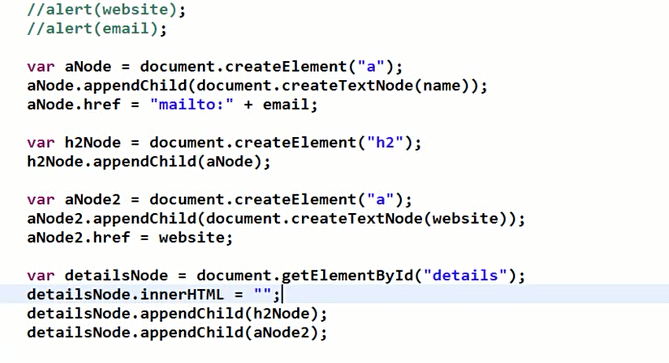 //alert(website);
//alert(email);
var aNode = document.createElement("a");
aNode.appendChild(document.createTextNode(name));
aNode.href = "mailto:" + email;
var h2Node = document.createElement("h2");
h2Node.appendChild(aNode);
var aNode2 = document.createElement("a");
aNode2.appendChild(document.createTextNode(website));
aNode2.href = website;
var detailsNode = document.getElementById("details");
detailsNode.innerHTML = "";
detailsNode.appendChild(h2Node);
detailsNode.appendChild(aNode2);